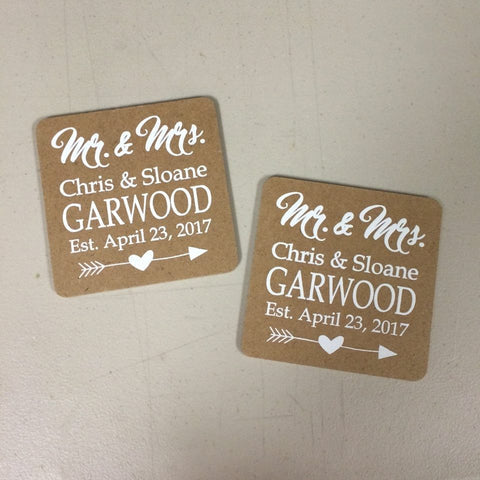 Mr. & Mrs.
Chris & Sloane
GARWOOD
Est. April 23, 2017
Mr. & Mrs.
Chris & Sloane
GARWOOD
Est. April 23, 2017